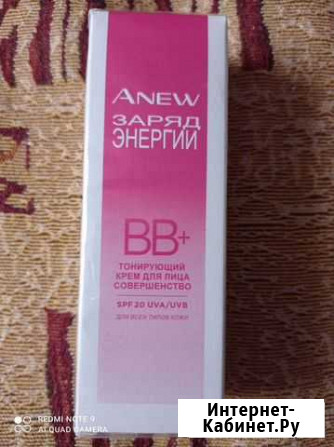 ANEW
ЗАРЯД
ЭНЕРГИИ
BB+
ТОНИРУЮЩИЙ
КРЕМ ДЛЯ ЛИЦА
СОВЕРШЕНСТВО
SPF 20 UVA/UVB
ДЛЯ ВСЕХ ТИПОВ КОЖИ
REDMI NOTE 9
AI QUAD CAMERA
Интернет-
Кабинет.Ру